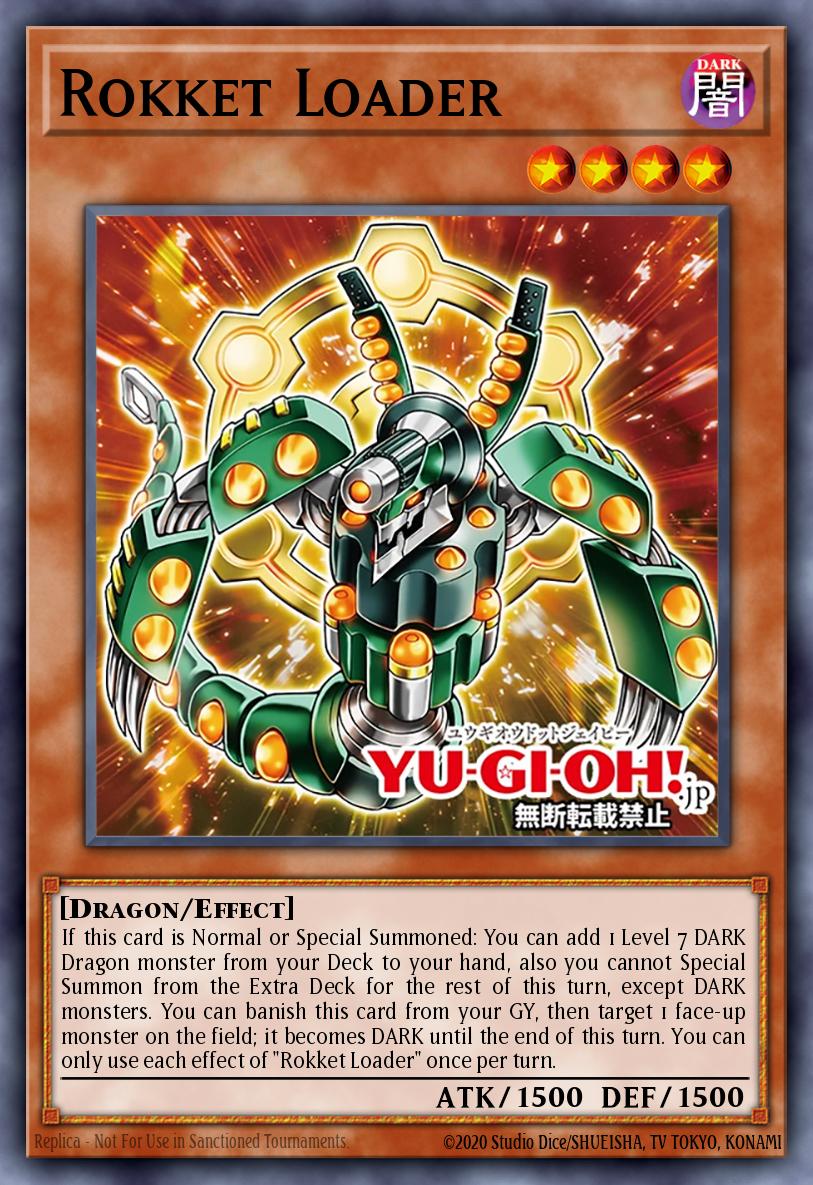 Rokket Loader
DARK
闇
ユウギオウドットジェイピー
YU-GI-OH!.jp
無断転載禁止
[Dragon/Effect]
If this card is Normal or Special Summoned: You can add 1 Level 7 DARK
Dragon monster from your Deck to your hand, also you cannot Special
Summon from the Extra Deck for the rest of this turn, except DARK
monsters. You can banish this card from your GY, then target 1 face-up
monster on the field; it becomes DARK until the end of this turn. You can
only use each effect of "Rokket Loader" once per turn.
ATK/1500 DEF/1500
Replica - Not For Use in Sanctioned Tournaments.
©2020 Studio Dice/SHUEISHA, TV TOKYO, KONAMI